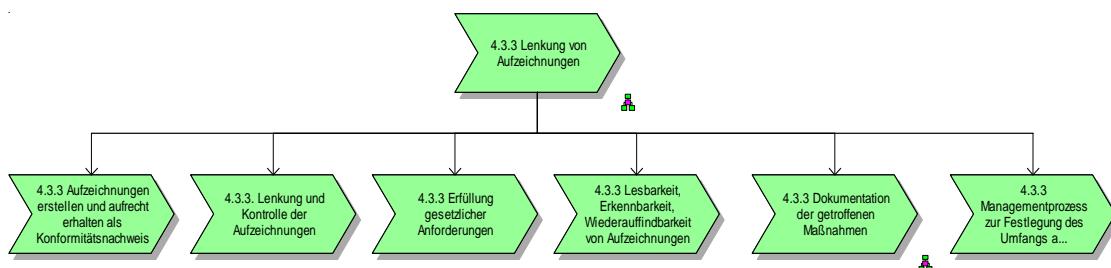 4.3.3 Lenkung von
Aufzeichnungen
4.3.3 Aufzeichnungen
erstellen und aufrecht
erhalten als
Konformitätsnachweis
4.3.3. Lenkung und
Kontrolle der
Aufzeichnungen
4.3.3 Erfüllung
gesetzlicher
Anforderungen
4.3.3 Lesbarkeit,
Erkennbarkeit,
Wiederauffindbarkeit
von Aufzeichnungen
4.3.3 Dokumentation
der getroffenen
Maßnahmen
4.3.3
Managementprozess
zur Festlegung des
Umfangs a...